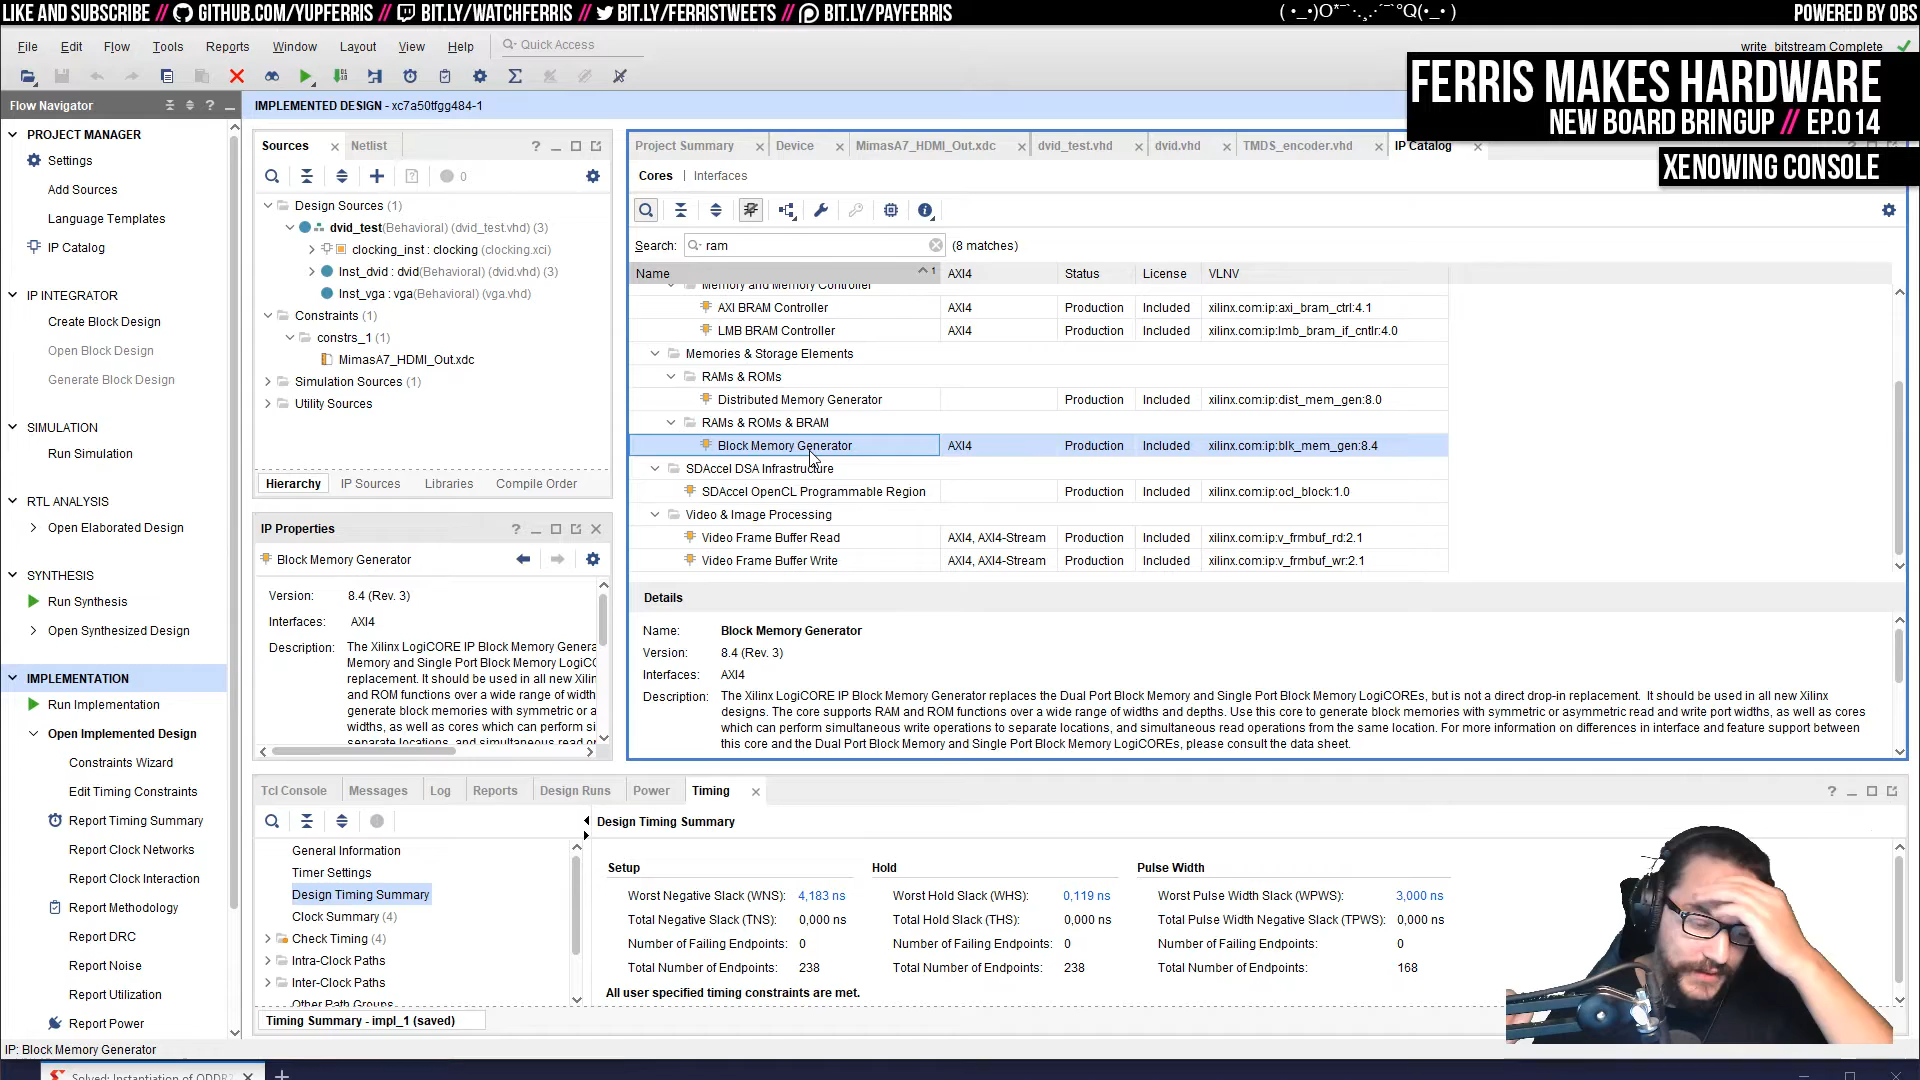 LIKE AND SUBSCRIBE // GITHUB.COM/YUPFERRIS // BIT.LY/WATCHFERRIS // BIT.LY/FERRISTWEETS // BIT.LY/PAYFERRIS
POWERED BY OBS
File Edit Flow Tools Reports Window Layout View Help Quick Access
write_bitstream Complete
FERRIS MAKES HARDWARE
NEW BOARD BRINGUP // EP.014
XENOWING CONSOLE
Flow Navigator
IMPLEMENTED DESIGN - xc7a50tfgg484-1
PROJECT MANAGER
Settings
Add Sources
Language Templates
IP Catalog
IP INTEGRATOR
Create Block Design
Open Block Design
Generate Block Design
SIMULATION
Run Simulation
RTL ANALYSIS
Open Elaborated Design
SYNTHESIS
Run Synthesis
Open Synthesized Design
IMPLEMENTATION
Run Implementation
Open Implemented Design
Constraints Wizard
Edit Timing Constraints
Report Timing Summary
Report Clock Networks
Report Clock Interaction
Report Methodology
Report DRC
Report Noise
Report Utilization
Report Power
Sources Netlist
0
Design Sources (1)
dvid_test(Behavioral) (dvid_test.vhd) (3)
clocking_inst : clocking (clocking.xci)
Inst_dvid : dvid(Behavioral) (dvid.vhd) (3)
Inst_vga : vga(Behavioral) (vga.vhd)
Constraints (1)
constrs_1 (1)
MimasA7_HDMI_Out.xdc
Simulation Sources (1)
Utility Sources
Hierarchy IP Sources Libraries Compile Order
IP Properties
Block Memory Generator
Version: 8.4 (Rev. 3)
Interfaces: AXI4
Description: The Xilinx LogiCORE IP Block Memory Genera
Memory and Single Port Block Memory LogiC
replacement. It should be used in all new Xilin
and ROM functions over a wide range of width
generate block memories with symmetric or a
widths, as well as cores which can perform si
separate locations, and simultaneous read o
Project Summary Device MimasA7_HDMI_Out.xdc dvid_test.vhd dvid.vhd TMDS_encoder.vhd IP Catalog
Cores Interfaces
Search: ram (8 matches)
Name 1 AXI4 Status License VLNV
Memory and Memory Controller
AXI BRAM Controller AXI4 Production Included xilinx.com:ip:axi_bram_ctrl:4.1
LMB BRAM Controller AXI4 Production Included xilinx.com:ip:lmb_bram_if_cntlr:4.0
Memories & Storage Elements
RAMs & ROMs
Distributed Memory Generator Production Included xilinx.com:ip:dist_mem_gen:8.0
RAMs & ROMs & BRAM
Block Memory Generator AXI4 Production Included xilinx.com:ip:blk_mem_gen:8.4
SDAccel DSA Infrastructure
SDAccel OpenCL Programmable Region Production Included xilinx.com:ip:ocl_block:1.0
Video & Image Processing
Video Frame Buffer Read AXI4, AXI4-Stream Production Included xilinx.com:ip:v_frmbuf_rd:2.1
Video Frame Buffer Write AXI4, AXI4-Stream Production Included xilinx.com:ip:v_frmbuf_wr:2.1
Details
Name: Block Memory Generator
Version: 8.4 (Rev. 3)
Interfaces: AXI4
Description: The Xilinx LogiCORE IP Block Memory Generator replaces the Dual Port Block Memory and Single Port Block Memory LogiCOREs, but is not a direct drop-in replacement. It should be used in all new Xilinx
designs. The core supports RAM and ROM functions over a wide range of widths and depths. Use this core to generate block memories with symmetric or asymmetric read and write port widths, as well as cores
which can perform simultaneous write operations to separate locations, and simultaneous read operations from the same location. For more information on differences in interface and feature support between
this core and the Dual Port Block Memory and Single Port Block Memory LogiCOREs, please consult the data sheet.
Tcl Console Messages Log Reports Design Runs Power Timing
Design Timing Summary
General Information
Timer Settings
Design Timing Summary
Clock Summary (4)
Check Timing (4)
Intra-Clock Paths
Inter-Clock Paths
Other Path Groups
Setup Hold Pulse Width
Worst Negative Slack (WNS): 4,183 ns Worst Hold Slack (WHS): 0,119 ns Worst Pulse Width Slack (WPWS): 3,000 ns
Total Negative Slack (TNS): 0,000 ns Total Hold Slack (THS): 0,000 ns Total Pulse Width Negative Slack (TPWS): 0,000 ns
Number of Failing Endpoints: 0 Number of Failing Endpoints: 0 Number of Failing Endpoints: 0
Total Number of Endpoints: 238 Total Number of Endpoints: 238 Total Number of Endpoints: 168
All user specified timing constraints are met.
Timing Summary - impl_1 (saved)
IP: Block Memory Generator
Solved: Instantiation of